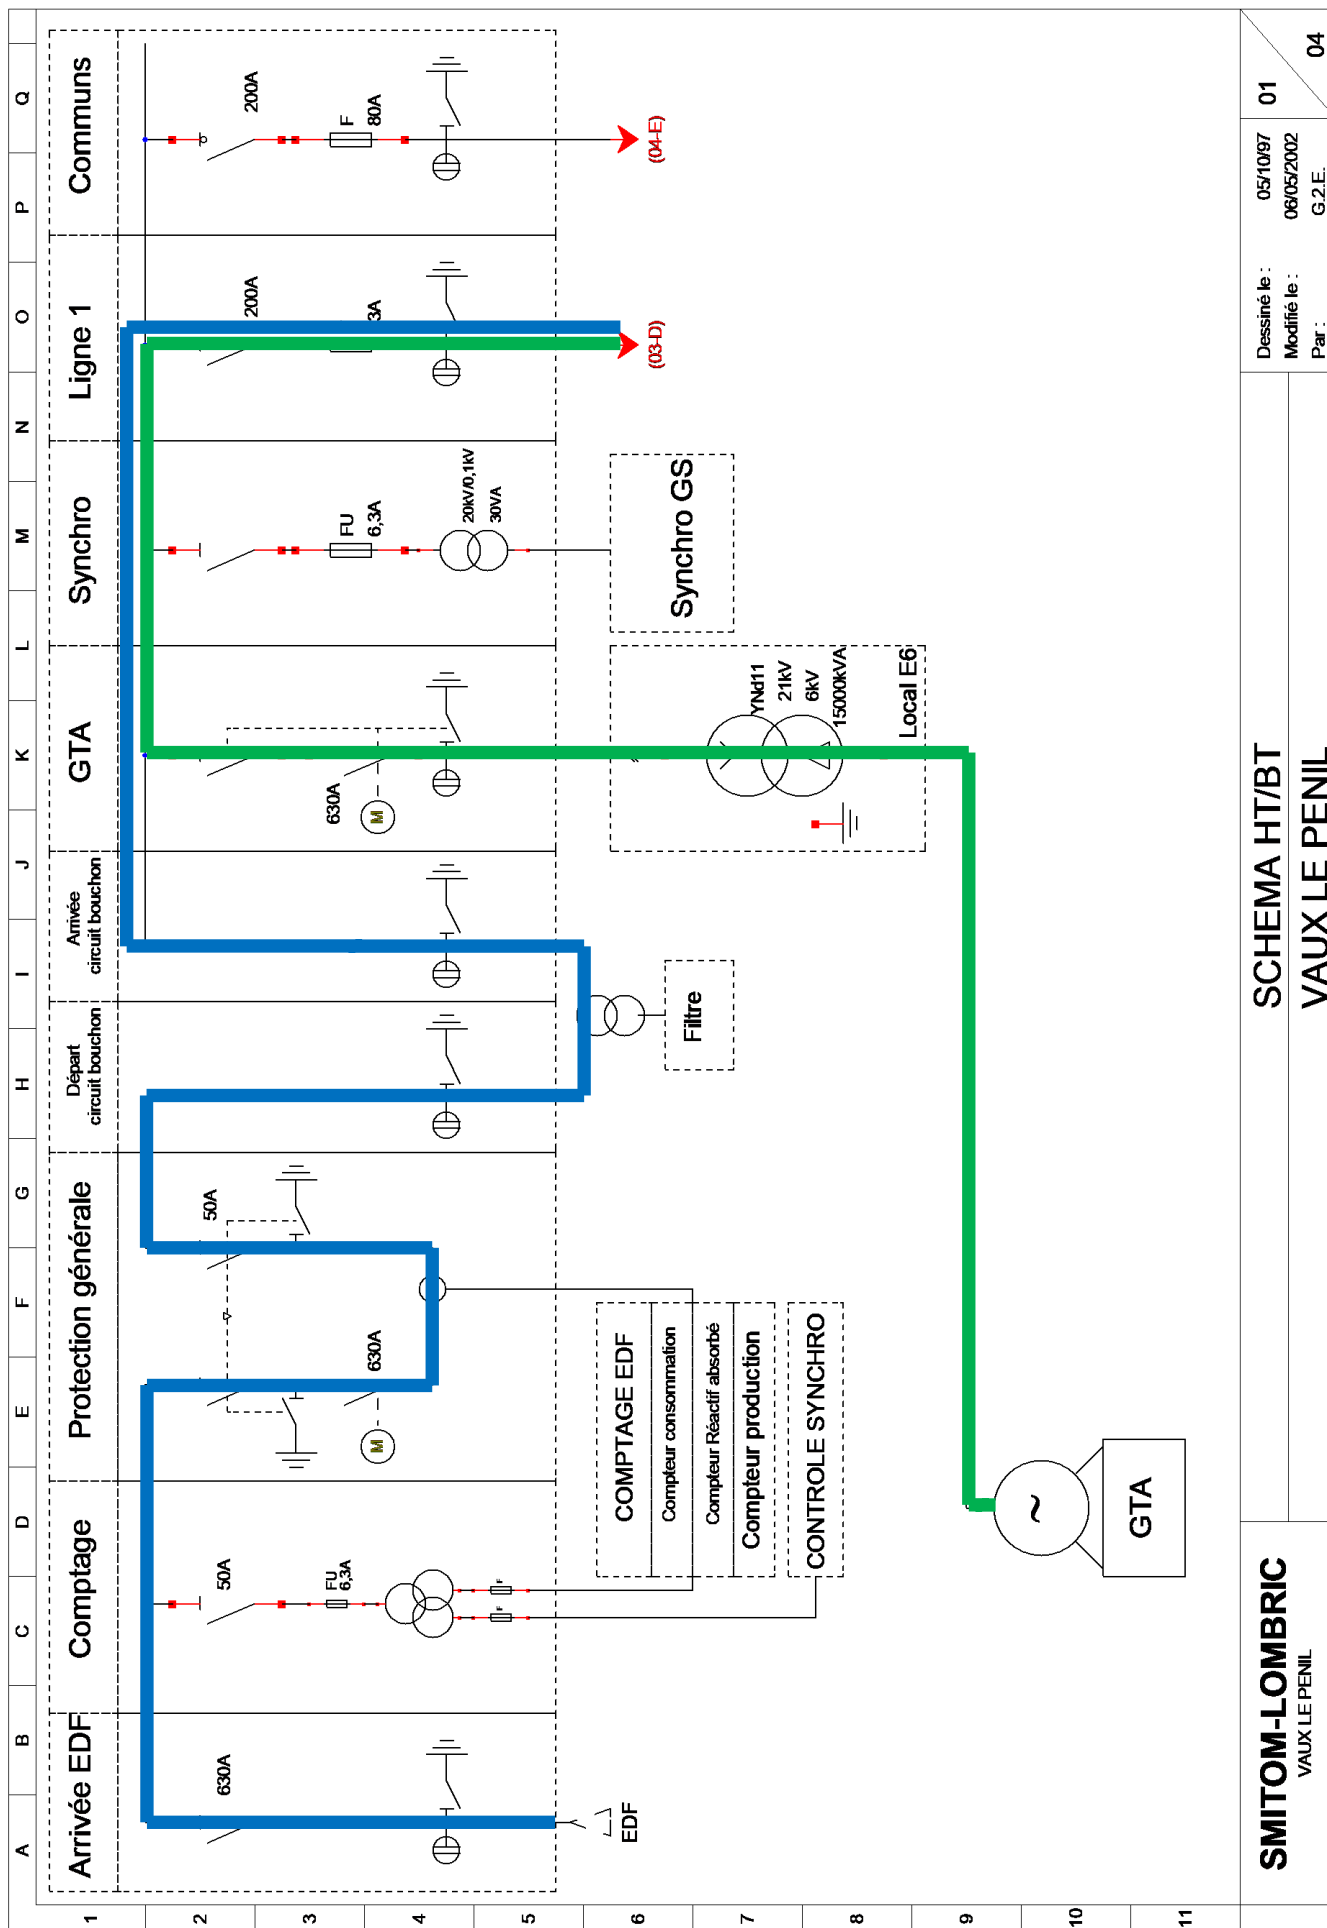 A B C D E F G H I J K L M N O P Q
1
2
3
4
5
6
7
8
9
10
11
Arrivée EDF
630A
EDF
Comptage
50A
FU
6,3A
F
F
Protection générale
50A
630A
M
COMPTAGE EDF
Compteur consommation
Compteur Réactif absorbé
Compteur production
CONTROLE SYNCHRO
Départ
circuit bouchon
Arrivée
circuit bouchon
Filtre
GTA
630A
M
YNd11
21kV
6kV
15000kVA
Local E6
~
GTA
Synchro
FU
6,3A
20kV/0,1kV
30VA
Synchro GS
Ligne 1
200A
3A
(03-D)
Communs
200A
F
80A
(04-E)
SMITOM-LOMBRIC
VAUX LE PENIL
SCHEMA HT/BT
VAUX LE PENIL
Dessiné le : 05/10/97
Modifié le : 06/05/2002
Par : G.2.E.
01
04